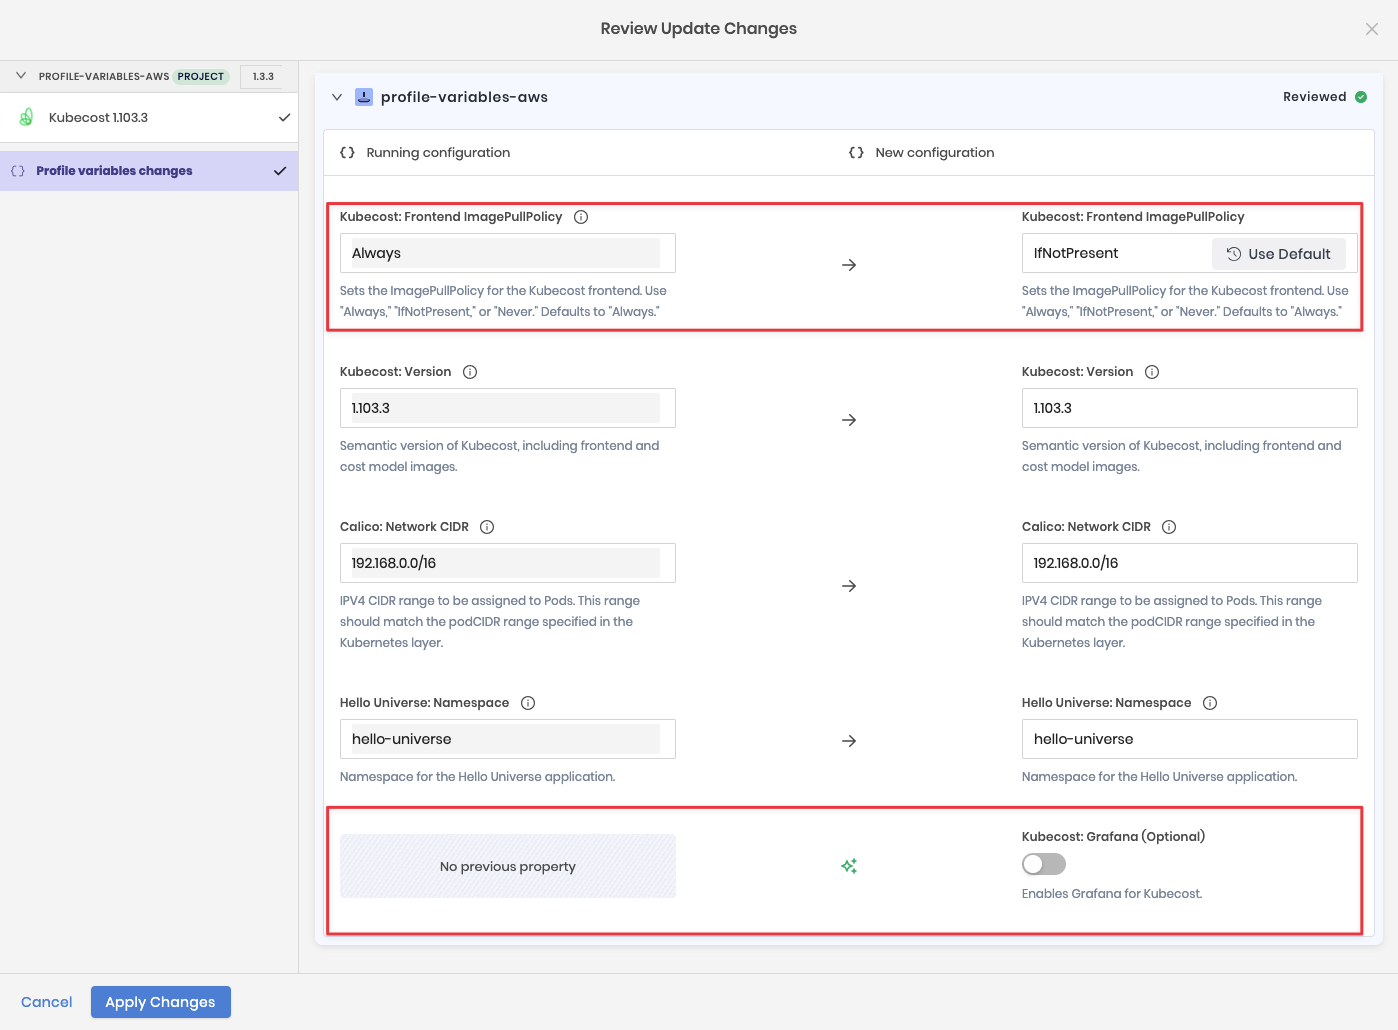 Review Update Changes
PROFILE-VARIABLES-AWS PROJECT 1.3.3
Kubecost 1.103.3
Profile variables changes
profile-variables-aws
Reviewed
Running configuration
New configuration
Kubecost: Frontend ImagePullPolicy
Always
Sets the ImagePullPolicy for the Kubecost frontend. Use
"Always," "IfNotPresent," or "Never." Defaults to "Always."
Kubecost: Frontend ImagePullPolicy
IfNotPresent
Use Default
Sets the ImagePullPolicy for the Kubecost frontend. Use
"Always," "IfNotPresent," or "Never." Defaults to "Always."
Kubecost: Version
1.103.3
Semantic version of Kubecost, including frontend and
cost model images.
Kubecost: Version
1.103.3
Semantic version of Kubecost, including frontend and
cost model images.
Calico: Network CIDR
192.168.0.0/16
IPV4 CIDR range to be assigned to Pods. This range
should match the podCIDR range specified in the
Kubernetes layer.
Calico: Network CIDR
192.168.0.0/16
IPV4 CIDR range to be assigned to Pods. This range
should match the podCIDR range specified in the
Kubernetes layer.
Hello Universe: Namespace
hello-universe
Namespace for the Hello Universe application.
Hello Universe: Namespace
hello-universe
Namespace for the Hello Universe application.
No previous property
Kubecost: Grafana (Optional)
Enables Grafana for Kubecost.
Cancel
Apply Changes